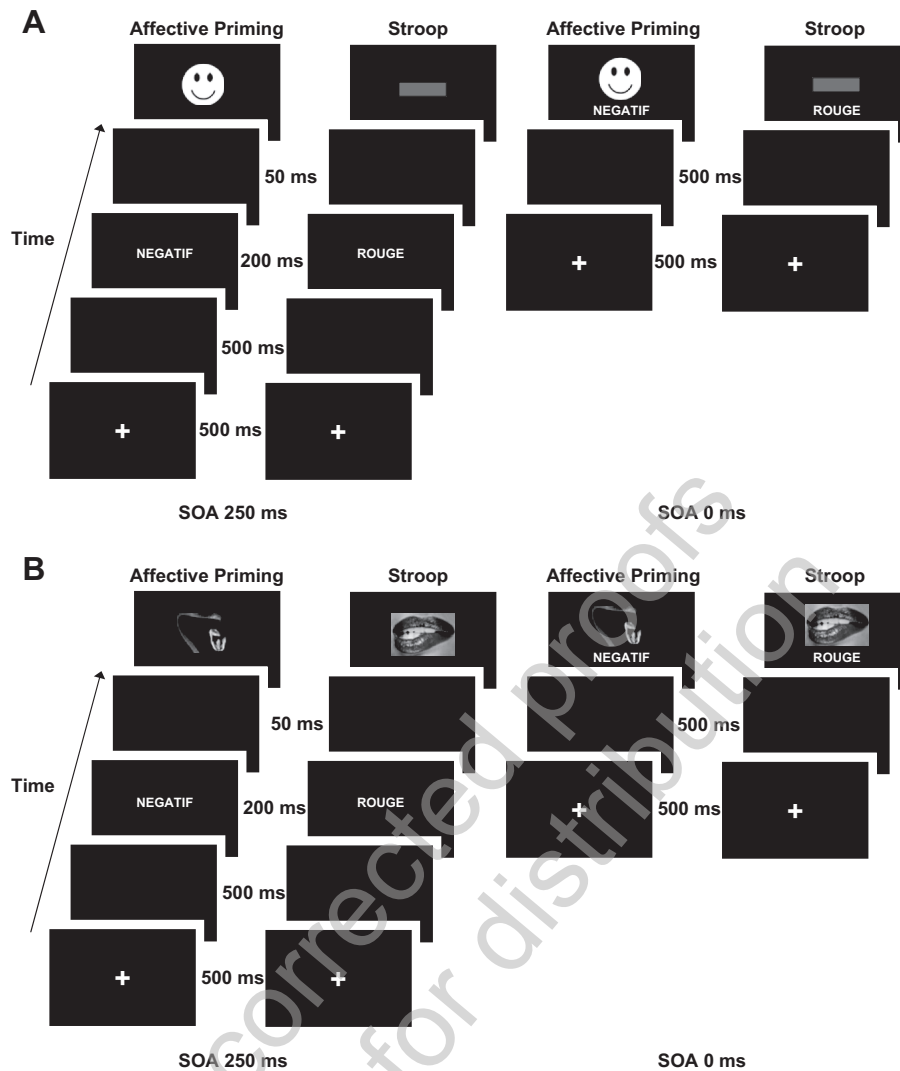 A
Affective Priming Stroop Affective Priming Stroop
NEGATIF ROUGE
50 ms 500 ms
Time
NEGATIF 200 ms ROUGE
+ 500 ms +
500 ms
+ 500 ms +
SOA 250 ms SOA 0 ms
B
Affective Priming Stroop Affective Priming Stroop
NEGATIF ROUGE
50 ms 500 ms
Time
NEGATIF 200 ms ROUGE
+ 500 ms +
500 ms
+ 500 ms +
SOA 250 ms SOA 0 ms
corrected proofs
for distribution